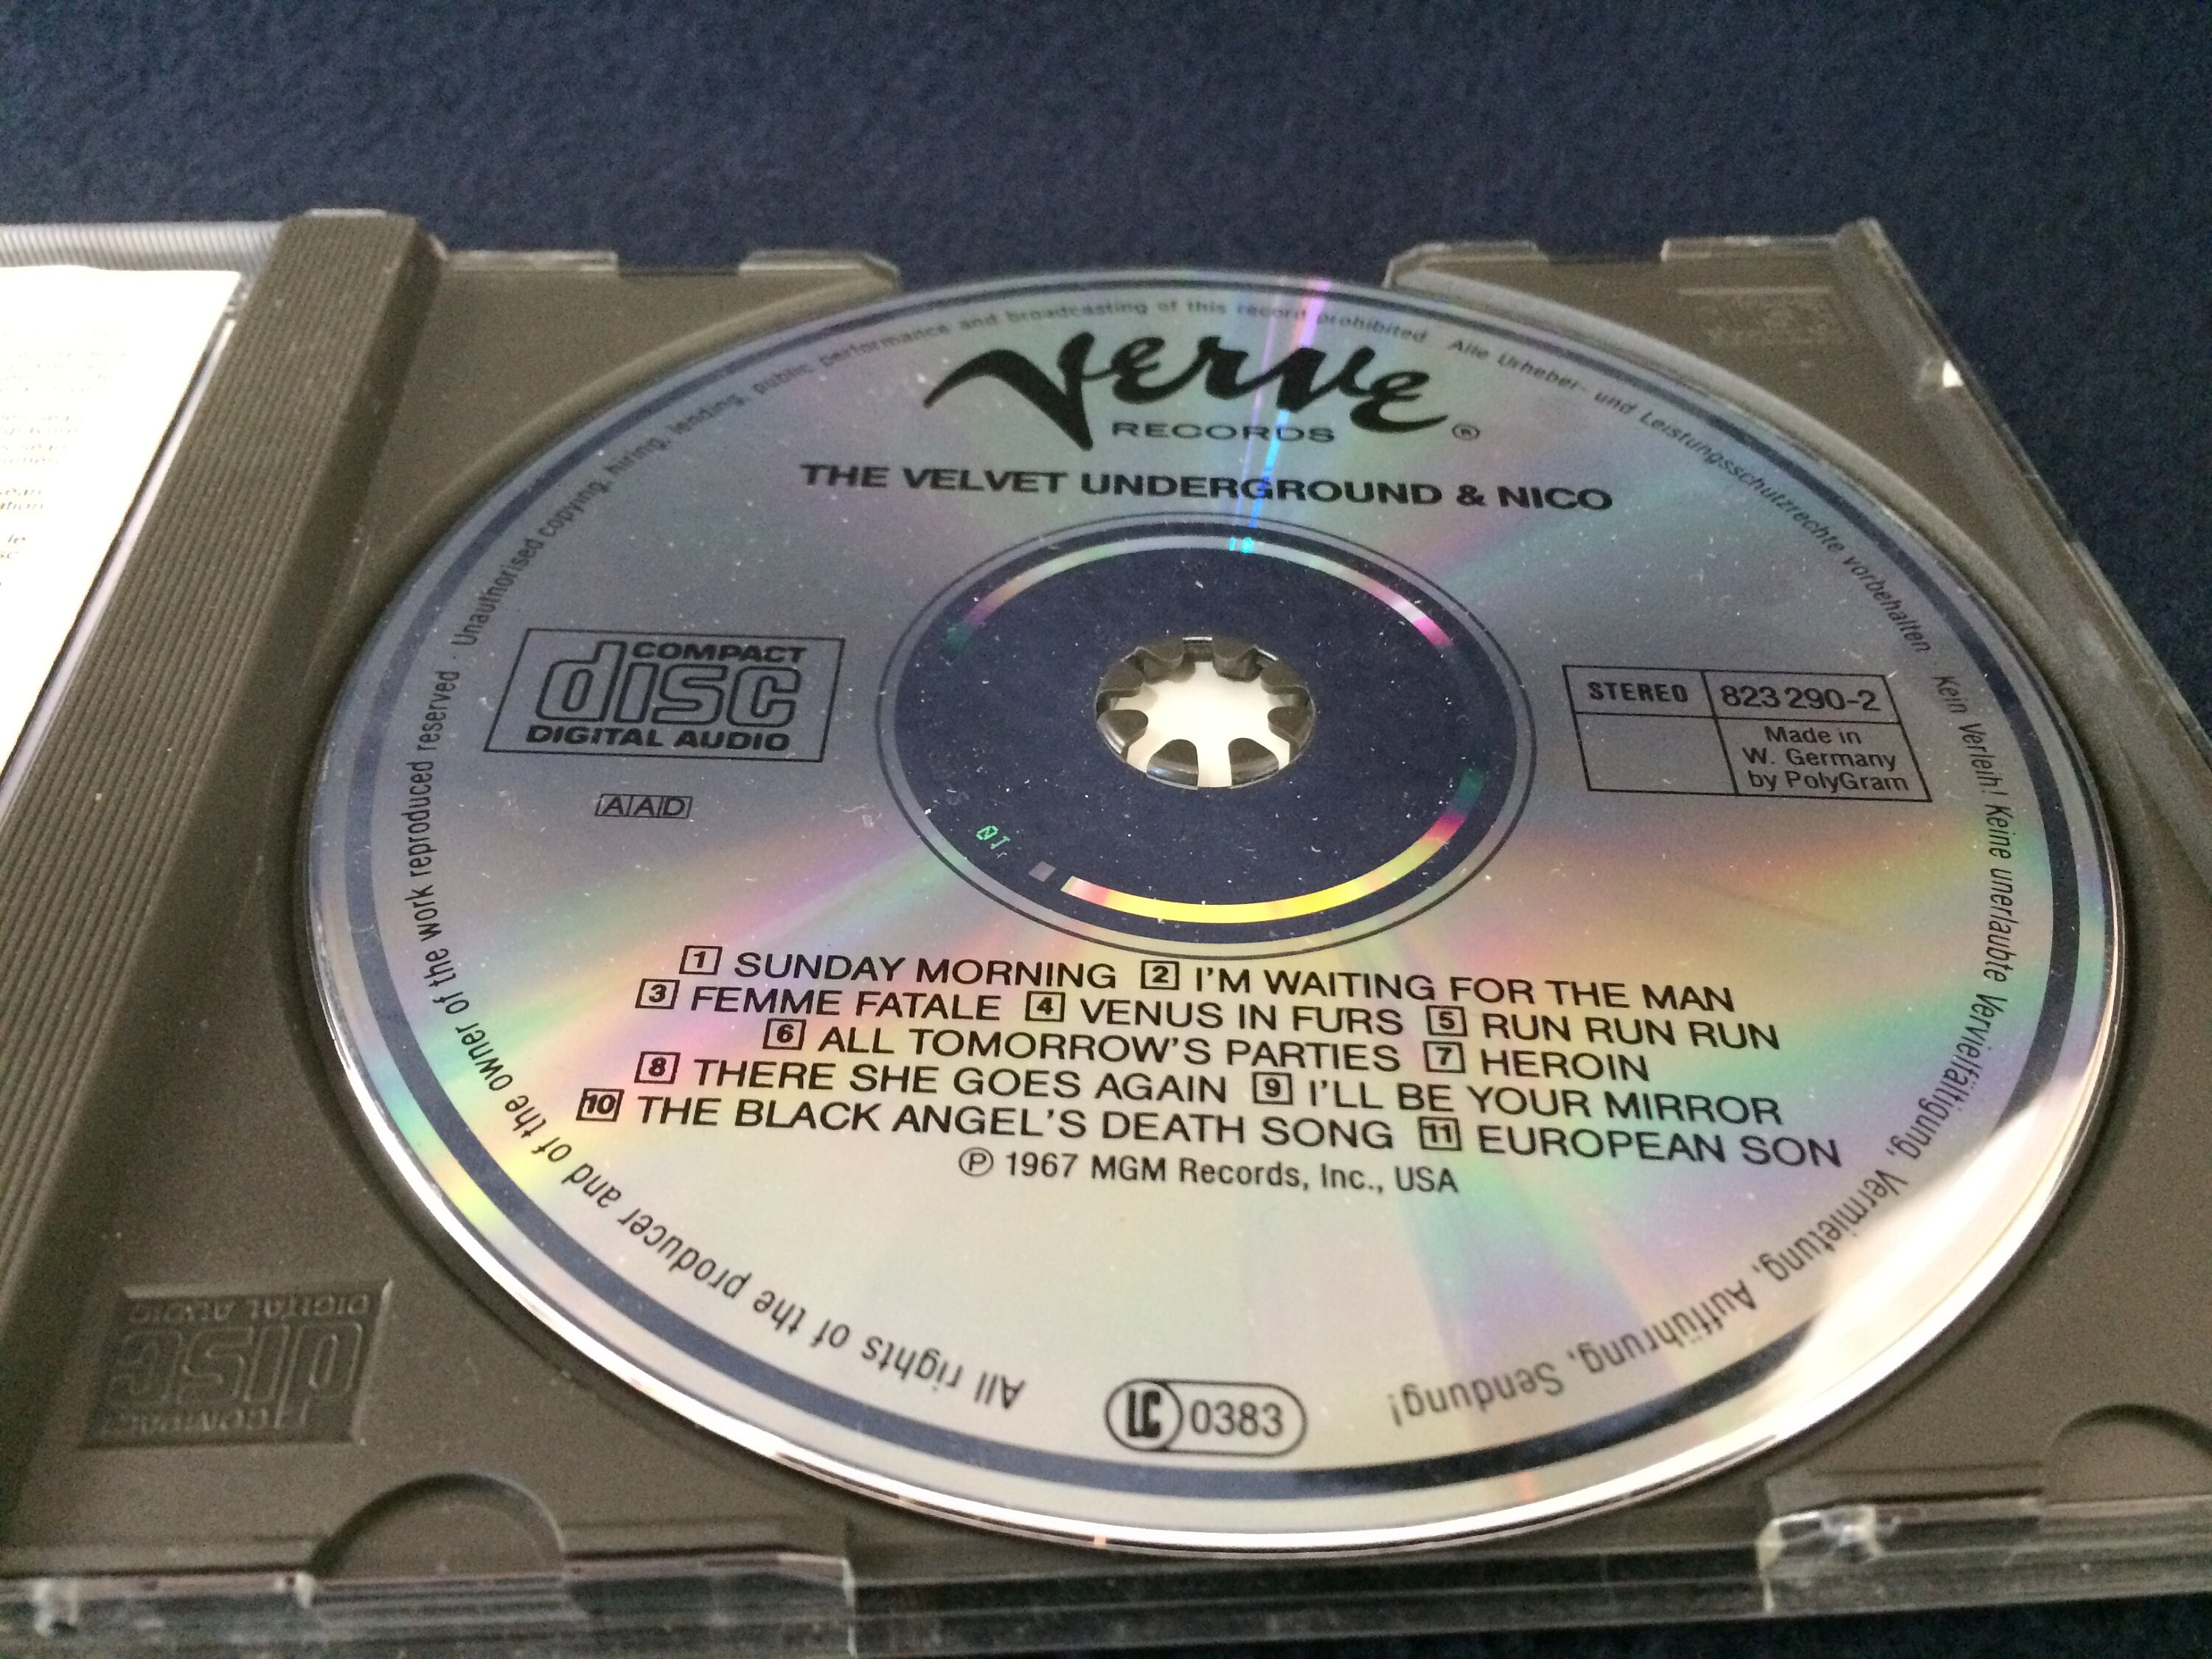 Verve
RECORDS ®
THE VELVET UNDERGROUND & NICO
COMPACT
disc
DIGITAL AUDIO
AAD
STEREO 823 290-2
Made in
W. Germany
by PolyGram
1 SUNDAY MORNING 2 I'M WAITING FOR THE MAN
3 FEMME FATALE 4 VENUS IN FURS 5 RUN RUN RUN
6 ALL TOMORROW'S PARTIES 7 HEROIN
8 THERE SHE GOES AGAIN 9 I'LL BE YOUR MIRROR
10 THE BLACK ANGEL'S DEATH SONG 11 EUROPEAN SON
℗ 1967 MGM Records, Inc., USA
LC 0383
All rights of the producer and of the owner of the work reproduced reserved · Unauthorised copying, hiring, lending, public performance and broadcasting of this record prohibited Alle Urheber- und Leistungsschutzrechte vorbehalten · Kein Verleih! Keine unerlaubte Vervielfältigung, Vermietung, Aufführung, Sendung!
COMPACT
disc
DIGITAL AUDIO